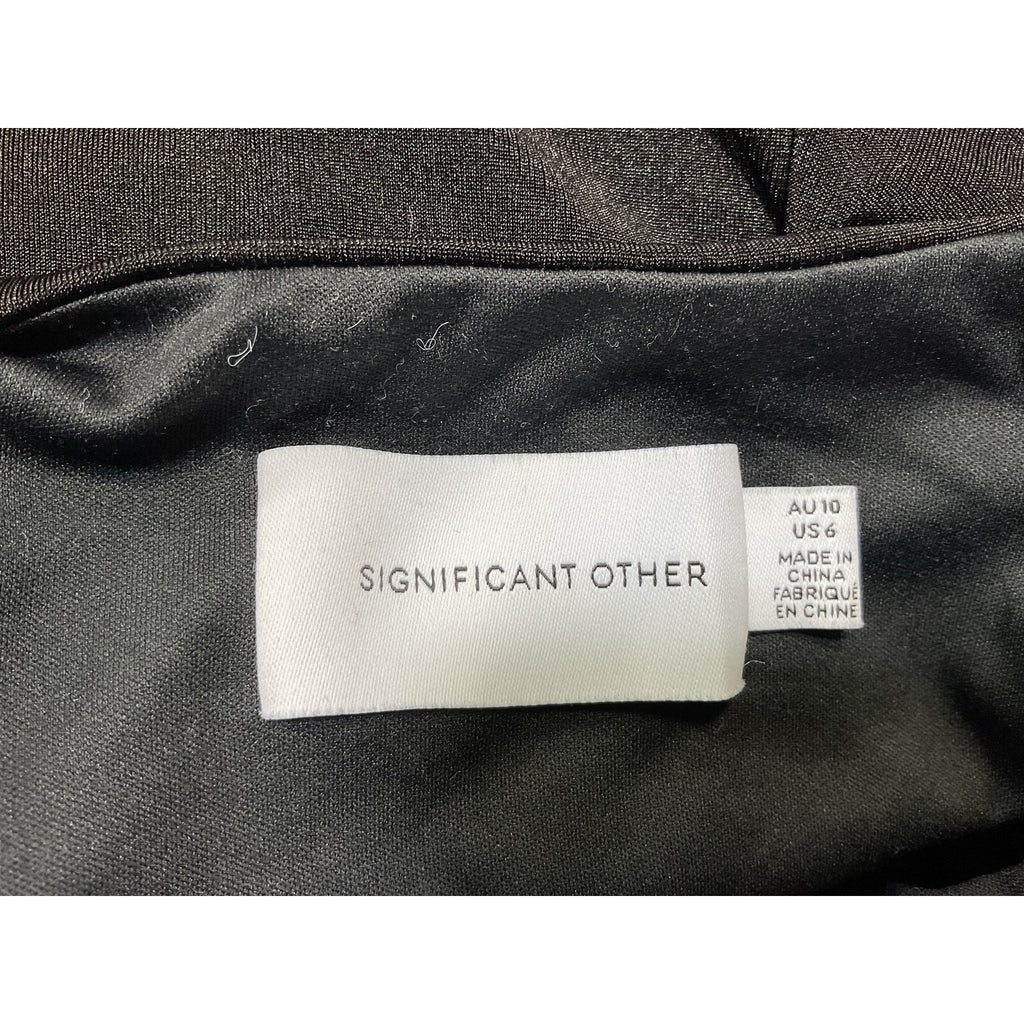 SIGNIFICANT OTHER
AU 10
US 6
MADE IN
CHINA
FABRIQUÉ
EN CHINE